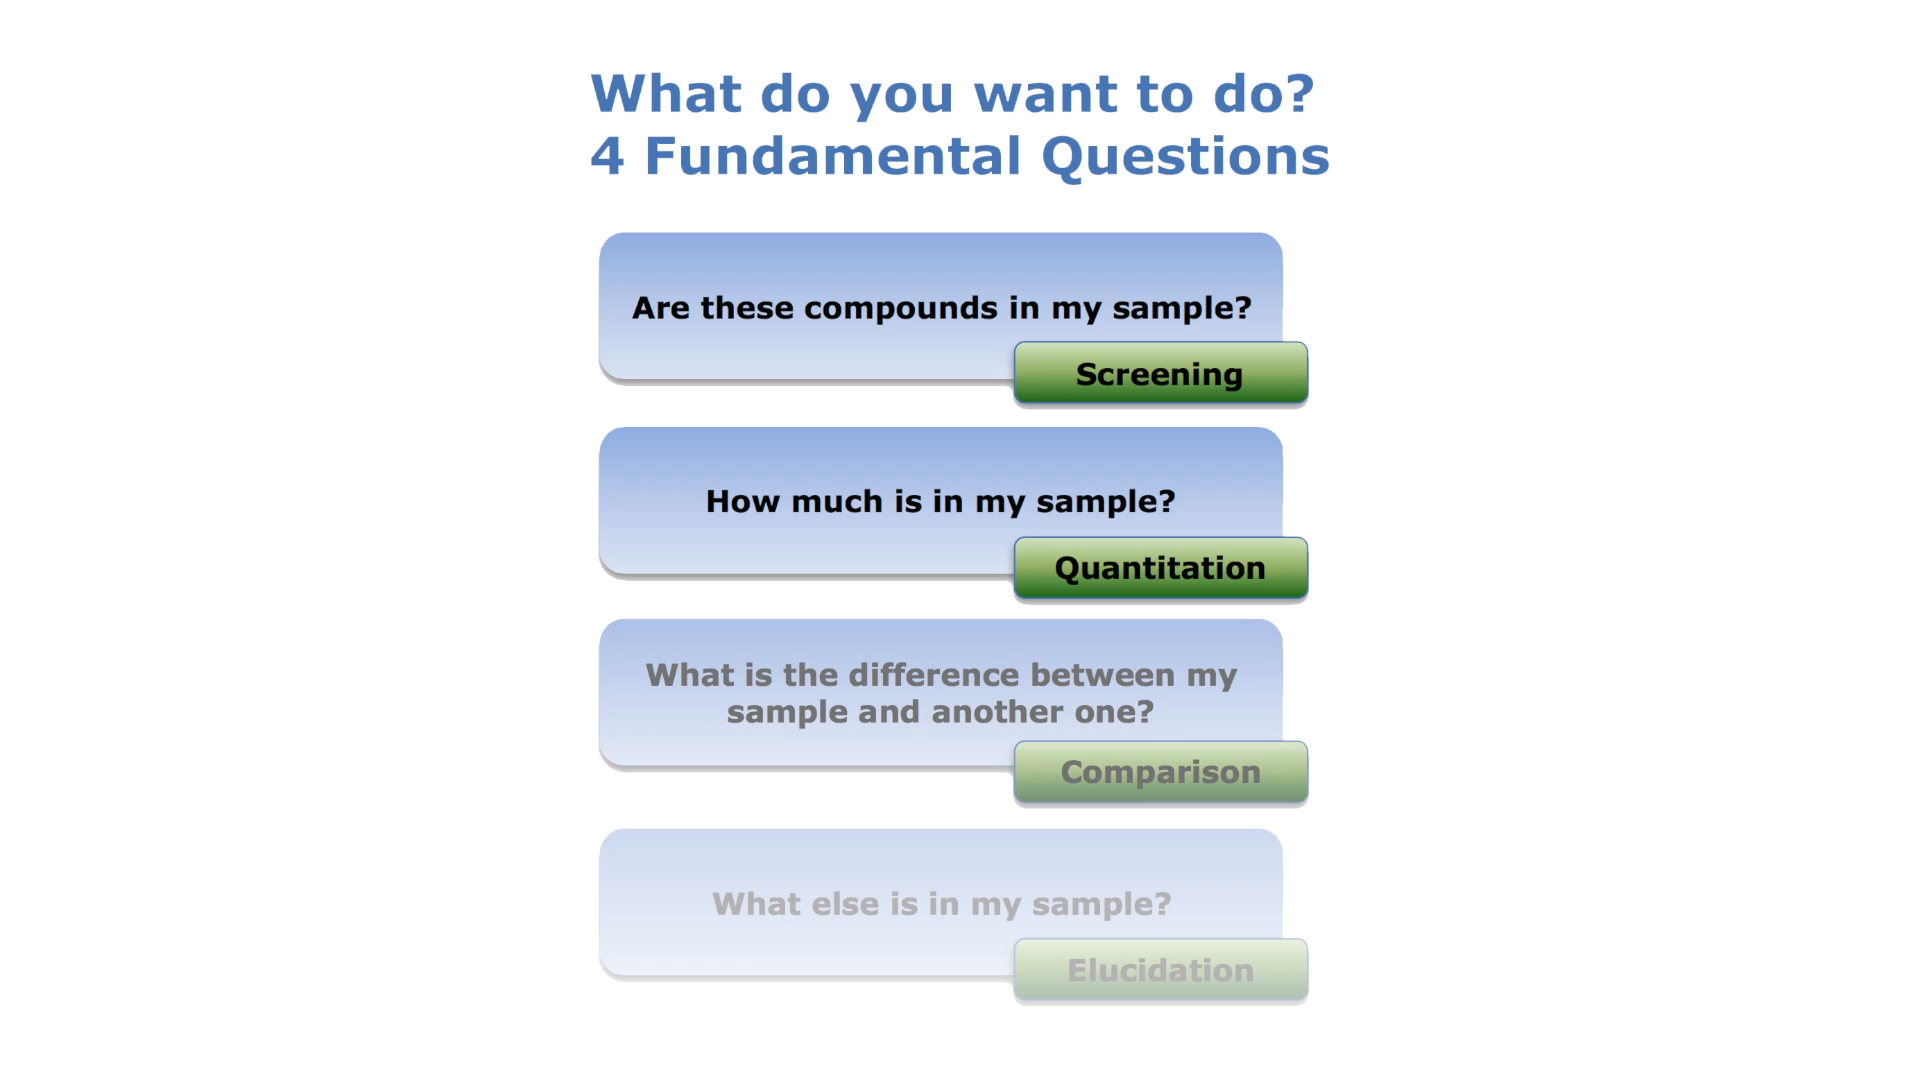 What do you want to do?
4 Fundamental Questions
Are these compounds in my sample?
Screening
How much is in my sample?
Quantitation
What is the difference between my
sample and another one?
Comparison
What else is in my sample?
Elucidation